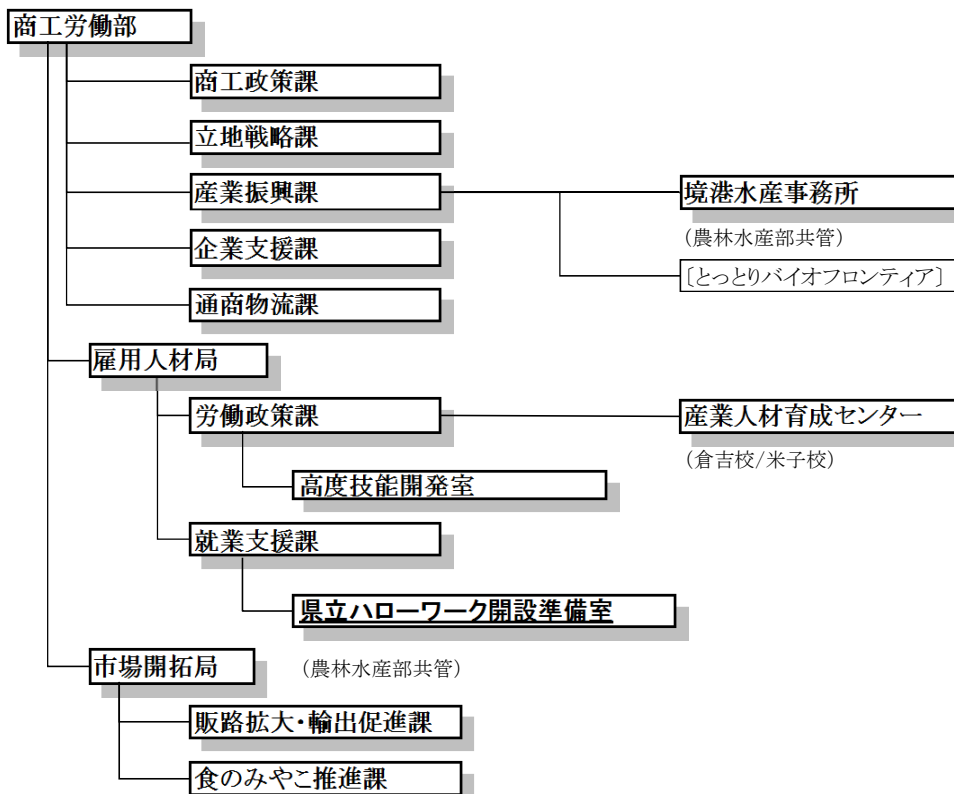 商工労働部
商工政策課
立地戦略課
産業振興課
境港水産事務所
（農林水産部共管）
企業支援課
［とっとりバイオフロンティア］
通商物流課
雇用人材局
労働政策課
産業人材育成センター
（倉吉校/米子校）
高度技能開発室
就業支援課
県立ハローワーク開設準備室
市場開拓局
（農林水産部共管）
販路拡大・輸出促進課
食のみやこ推進課